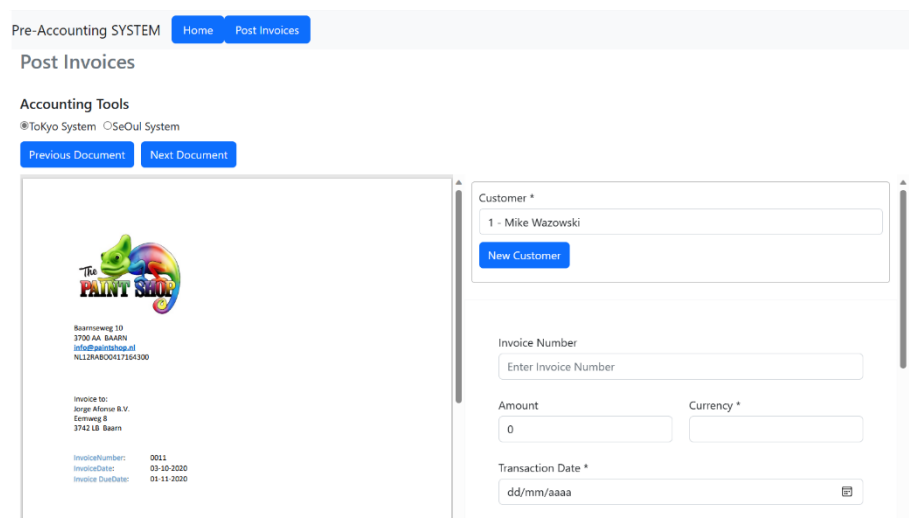 Pre-Accounting SYSTEM Home Post Invoices
Post Invoices
Accounting Tools
ToKyo System SeOul System
Previous Document Next Document
The
PAINT SHOP
Baarnseweg 10
3700 AA BAARN
info@paintshop.nl
NL12RABO0417164300
Invoice to:
Jorge Afonse B.V.
Eemweg 8
3742 LB Baarn
InvoiceNumber: 0011
InvoiceDate: 03-10-2020
Invoice DueDate: 01-11-2020
Customer *
1 - Mike Wazowski
New Customer
Invoice Number
Enter Invoice Number
Amount Currency *
0
Transaction Date *
dd/mm/aaaa